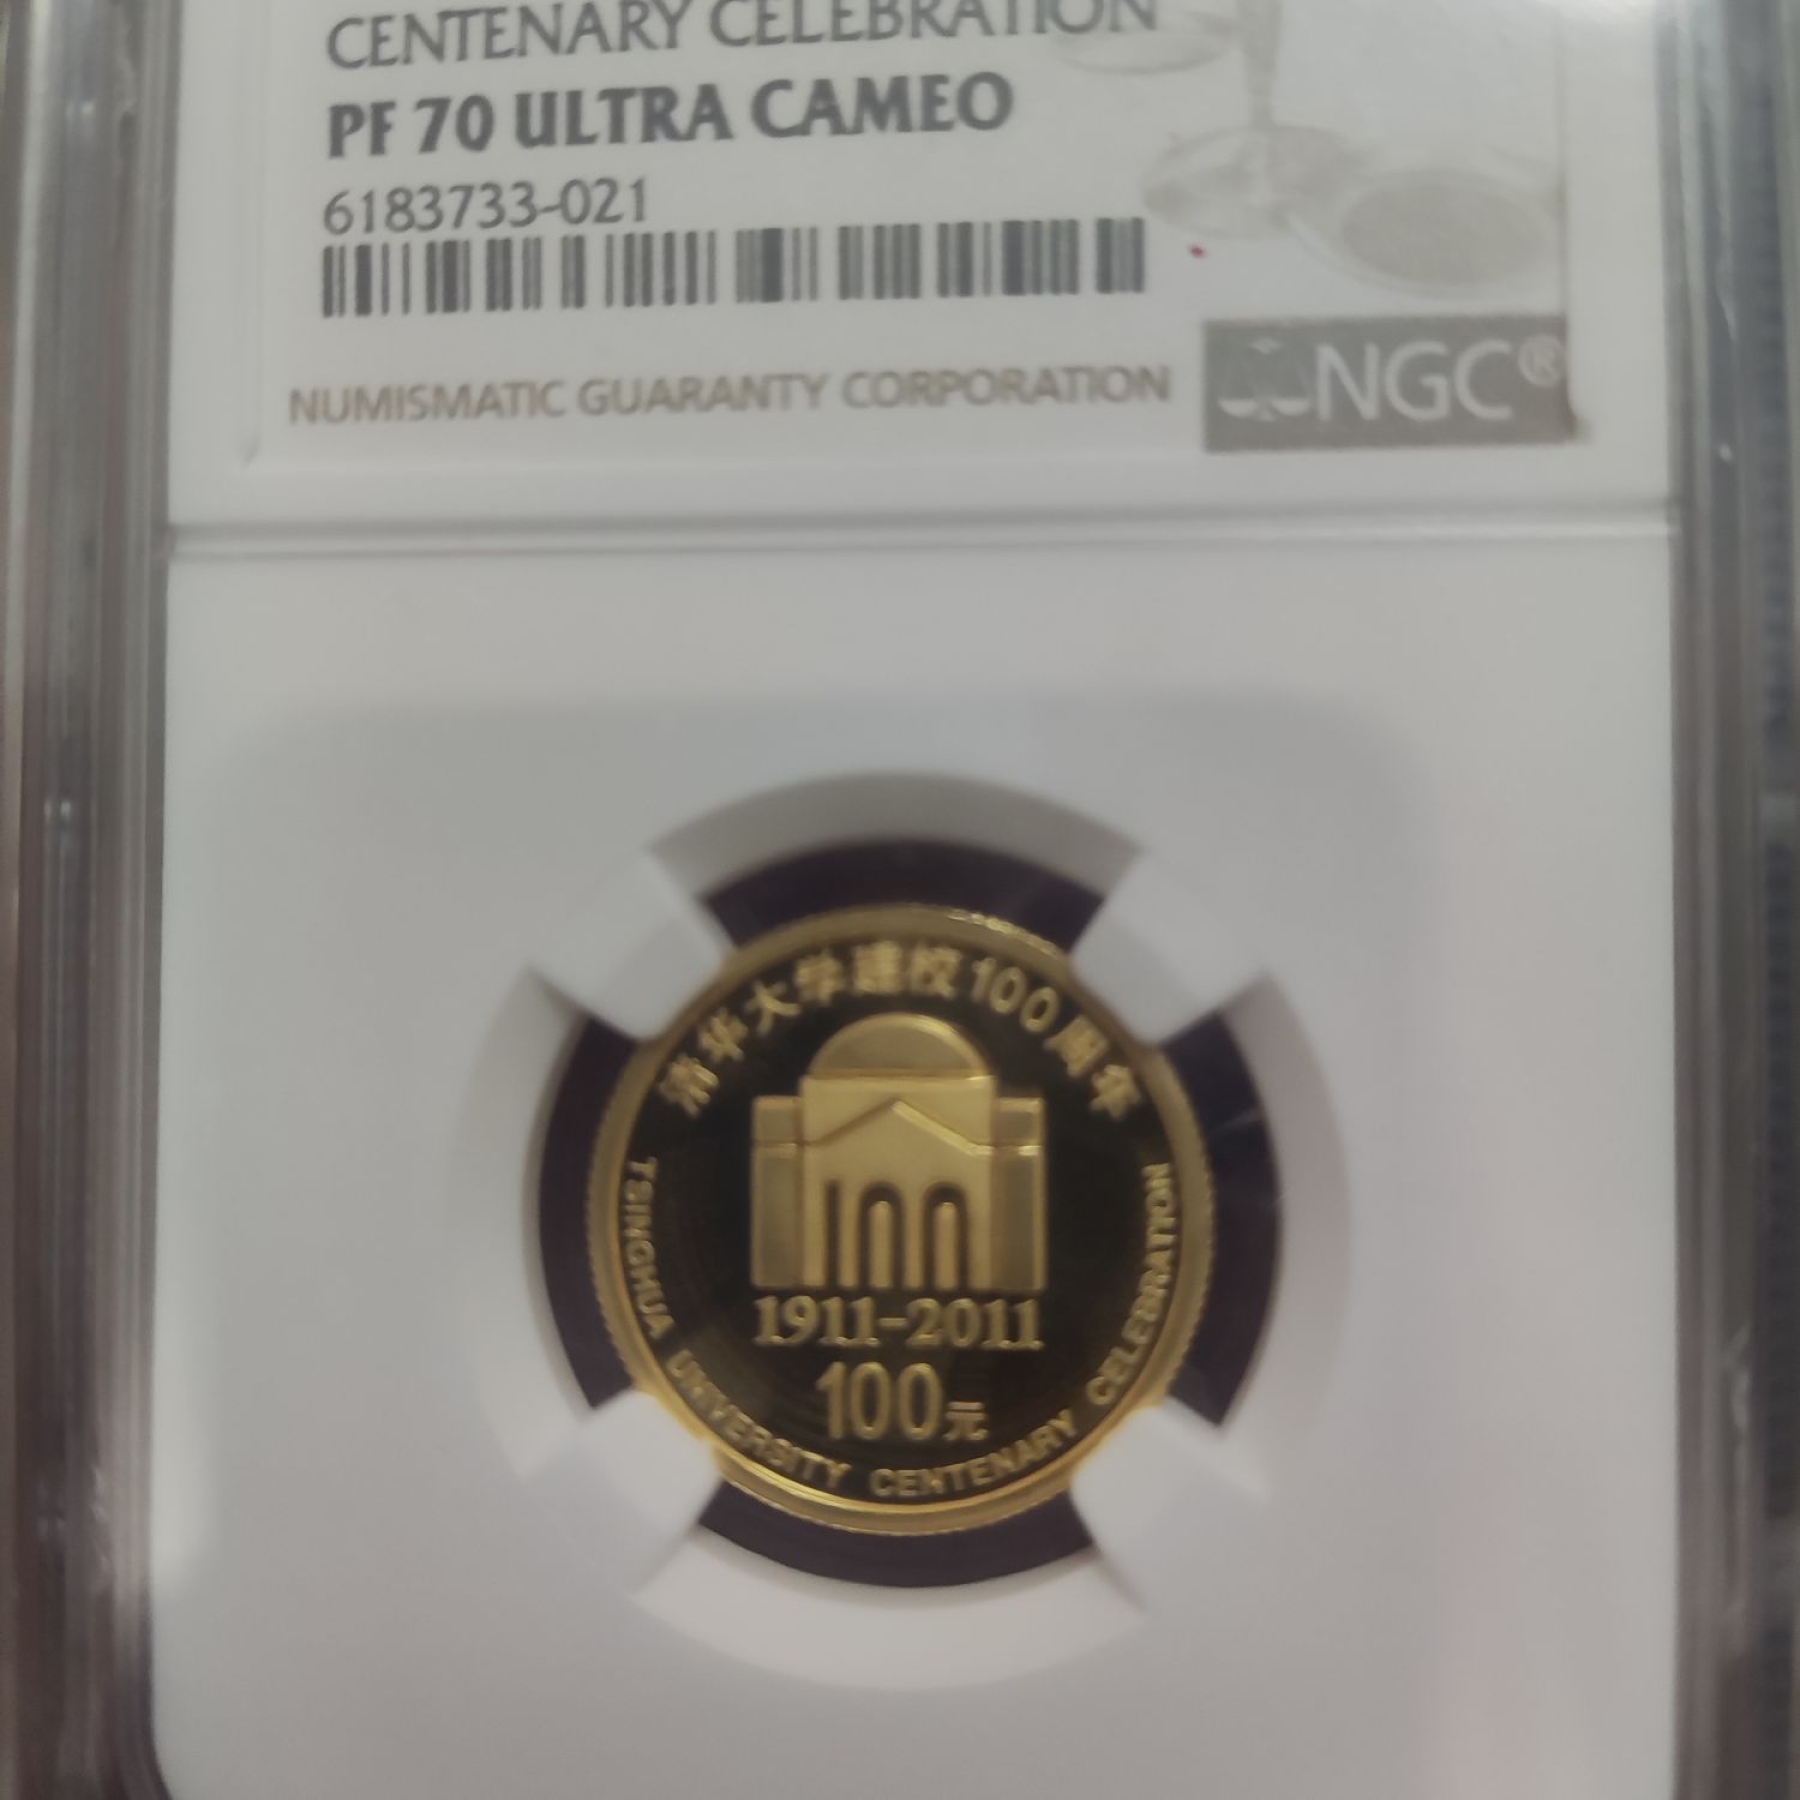 CENTENARY CELEBRATION
PF 70 ULTRA CAMEO
6183733-021
NUMISMATIC GUARANTY CORPORATION
NGC®
清华大学建校100周年
1911-2011
100元
TSINGHUA UNIVERSITY CENTENARY CELEBRATION